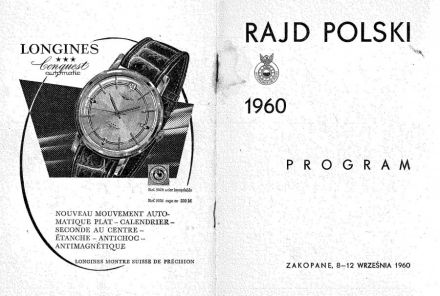 LONGINES
Conquest
automatic
NOUVEAU MOUVEMENT AUTO-
MATIQUE PLAT – CALENDRIER –
SECONDE AU CENTRE –
ÉTANCHE – ANTICHOC –
ANTIMAGNÉTIQUE
LONGINES MONTRE SUISSE DE PRÉCISION
RAJD POLSKI
1960
PROGRAM
ZAKOPANE, 8–12 WRZEŚNIA 1960